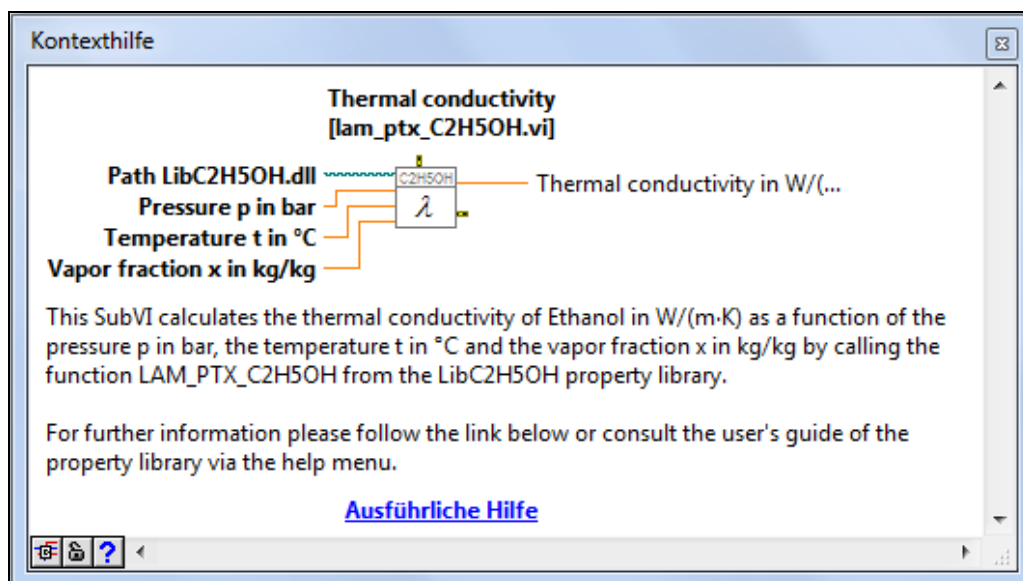 Kontexthilfe
Thermal conductivity
[lam_ptx_C2H5OH.vi]
Path LibC2H5OH.dll
C2H5OH
Thermal conductivity in W/(...
Pressure p in bar
λ
Temperature t in °C
Vapor fraction x in kg/kg
This SubVI calculates the thermal conductivity of Ethanol in W/(m·K) as a function of the
pressure p in bar, the temperature t in °C and the vapor fraction x in kg/kg by calling the
function LAM_PTX_C2H5OH from the LibC2H5OH property library.
For further information please follow the link below or consult the user's guide of the
property library via the help menu.
Ausführliche Hilfe
?